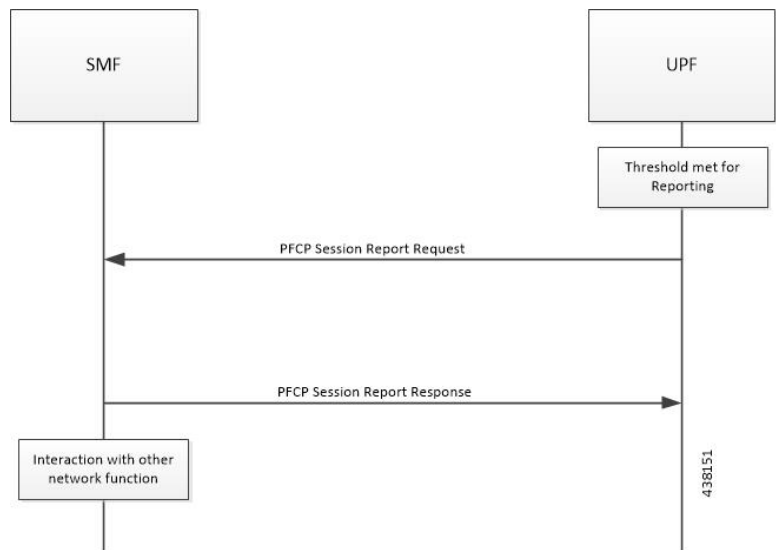 SMF
UPF
Threshold met for
Reporting
PFCP Session Report Request
PFCP Session Report Response
Interaction with other
network function
438151